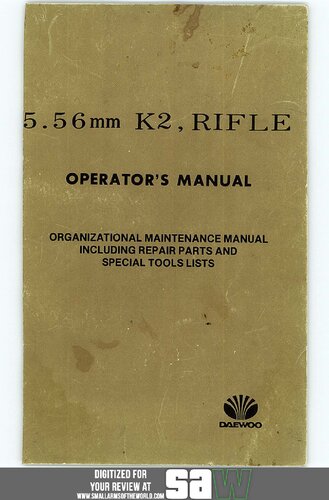 5.56mm K2, RIFLE
OPERATOR'S MANUAL
ORGANIZATIONAL MAINTENANCE MANUAL
INCLUDING REPAIR PARTS AND
SPECIAL TOOLS LISTS
DAEWOO
DIGITIZED FOR
YOUR REVIEW AT
WWW.SMALLARMSOFTHEWORLD.COM
saw